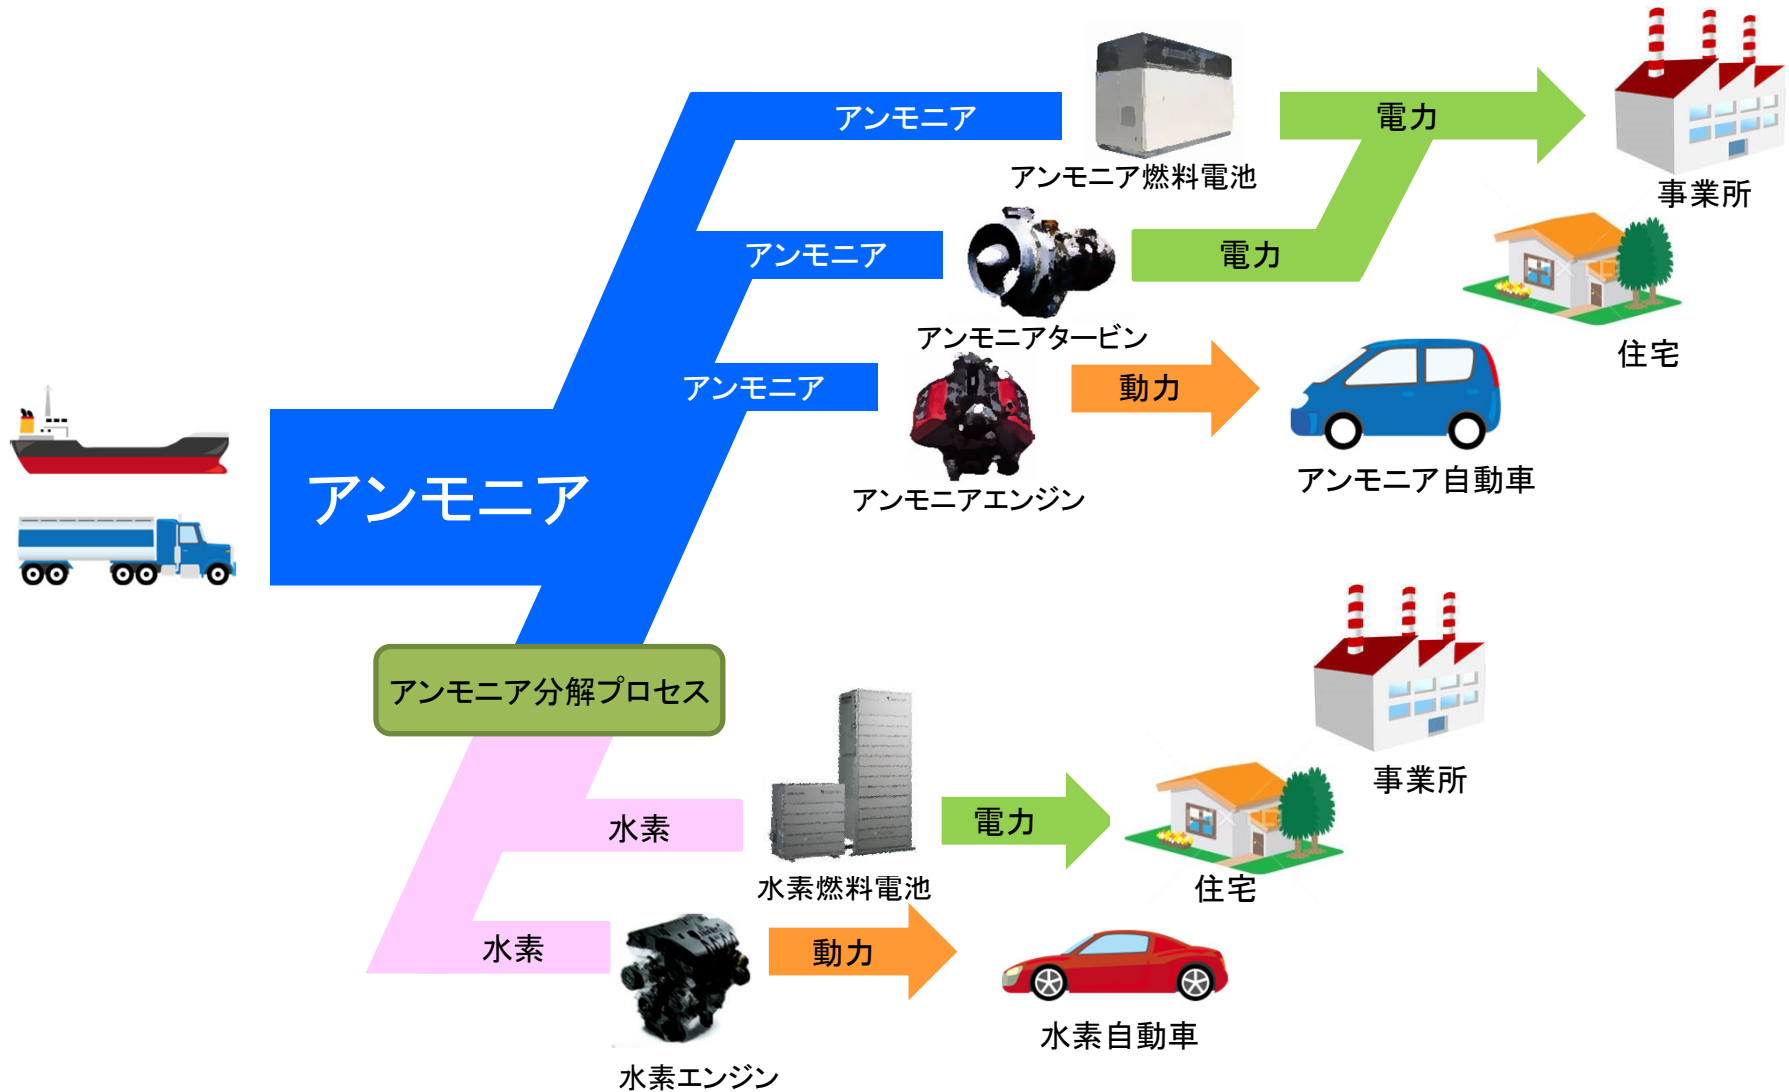 アンモニア
電力
アンモニア燃料電池
事業所
アンモニア
電力
アンモニアタービン
住宅
アンモニア
動力
アンモニア自動車
アンモニアエンジン
アンモニア
アンモニア分解プロセス
事業所
水素
電力
水素燃料電池
住宅
水素
動力
水素自動車
水素エンジン